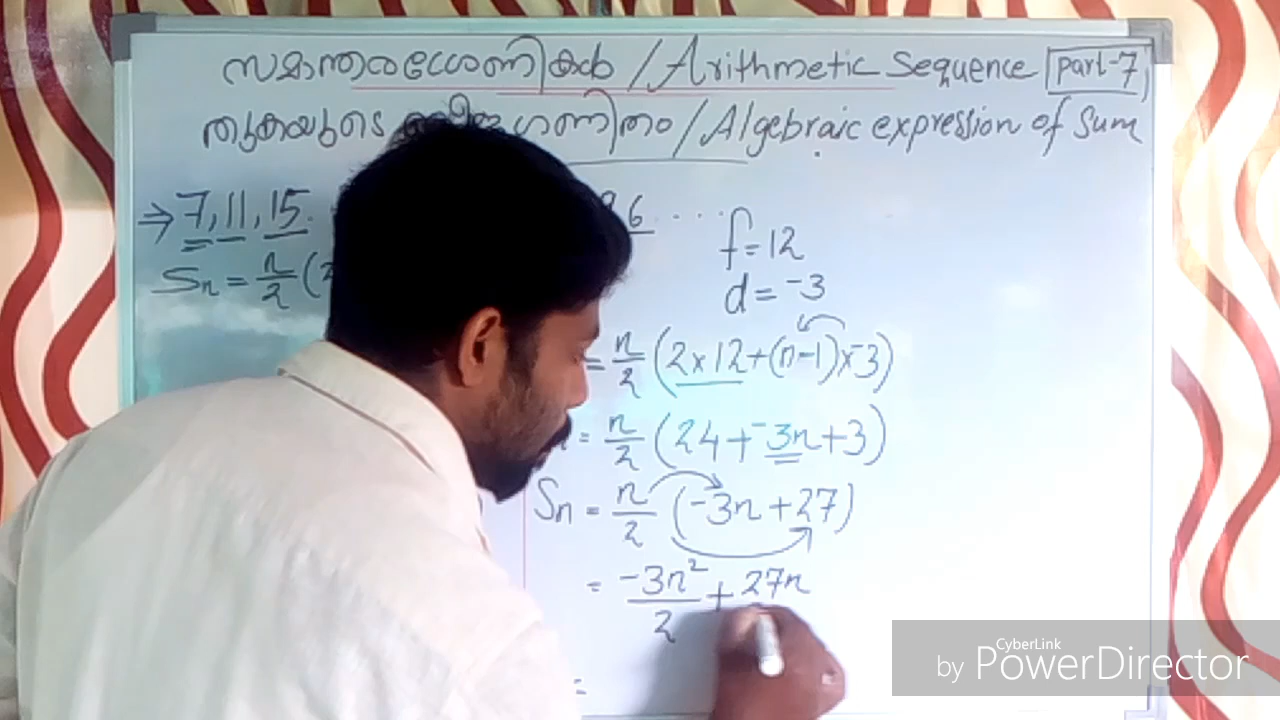 സമാന്തരശ്രേണികൾ / Arithmetic Sequence Part-7
തുകയുടെ ബീജഗണിതം / Algebraic expression of Sum
⇒ 7, 11, 15.
Sn = n/2 (2
6 . . . .
f = 12
d = -3
= n/2 (2×12+(n-1)×-3)
= n/2 (24+-3n+3)
Sn = n/2 (-3n+27)
= -3n²/2 + 27n
=
CyberLink
by PowerDirector